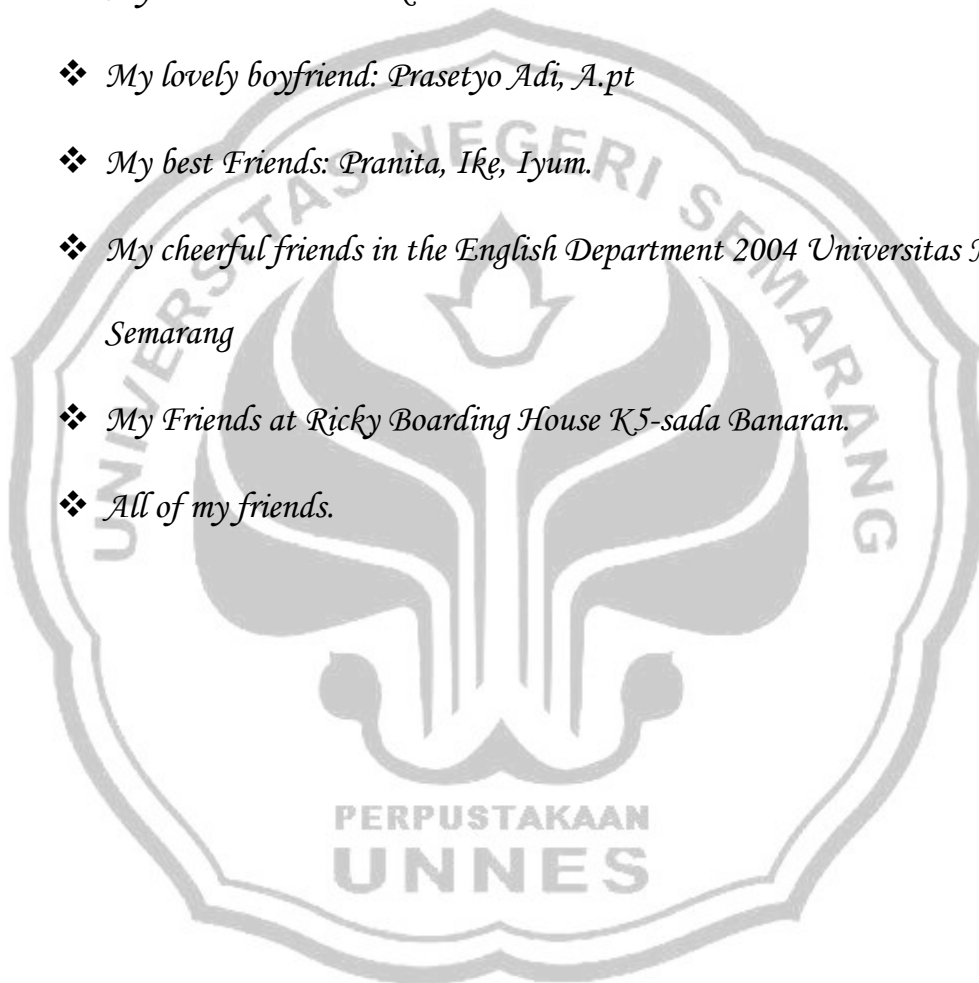 ❖ My lovely boyfriend: Prasetyo Adi, A.pt
❖ My best Friends: Pranita, Ike, Iyum.
❖ My cheerful friends in the English Department 2004 Universitas
Semarang
❖ My Friends at Ricky Boarding House K5-sada Banaran.
❖ All of my friends.
UNIVERSITAS NEGERI SEMARANG
PERPUSTAKAAN
UNNES